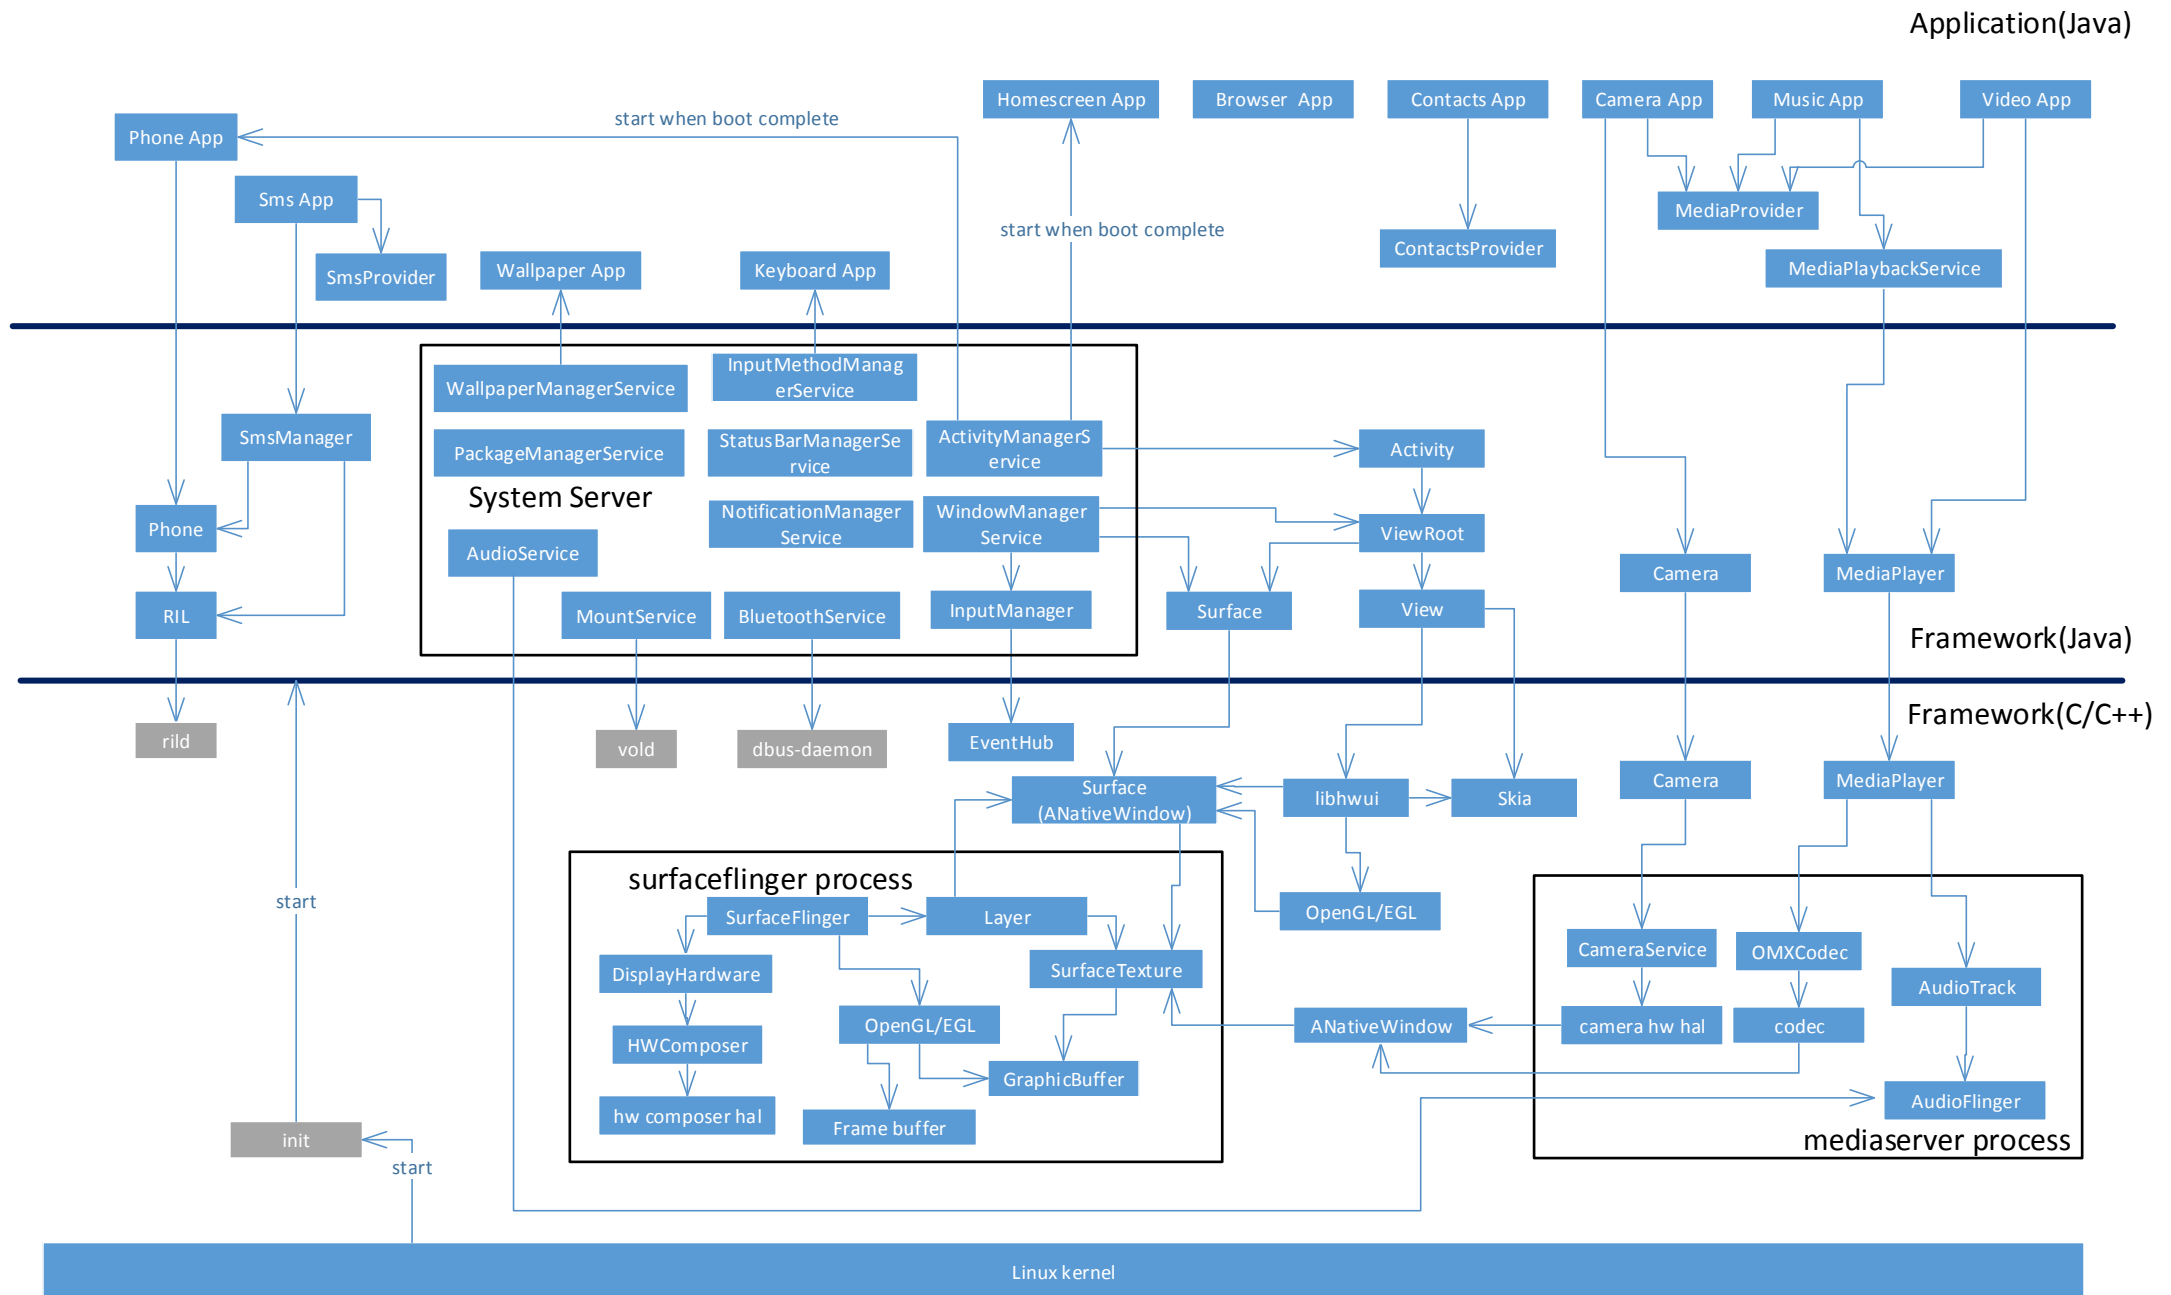 Application(Java)
Homescreen App
Browser App
Contacts App
Camera App
Music App
Video App
Phone App
start when boot complete
Sms App
MediaProvider
start when boot complete
ContactsProvider
SmsProvider
Wallpaper App
Keyboard App
MediaPlaybackService
WallpaperManagerService
InputMethodManag
erService
SmsManager
PackageManagerService
StatusBarManagerSe
rvice
ActivityManagerS
ervice
Activity
System Server
Phone
NotificationManager
Service
WindowManager
Service
ViewRoot
AudioService
Camera
MediaPlayer
RIL
MountService
BluetoothService
InputManager
Surface
View
Framework(Java)
Framework(C/C++)
rild
vold
dbus-daemon
EventHub
Surface
(ANativeWindow)
libhwui
Skia
Camera
MediaPlayer
surfaceflinger process
start
SurfaceFlinger
Layer
OpenGL/EGL
CameraService
OMXCodec
DisplayHardware
SurfaceTexture
AudioTrack
OpenGL/EGL
ANativeWindow
camera hw hal
codec
HWComposer
GraphicBuffer
hw composer hal
Frame buffer
AudioFlinger
init
mediaserver process
start
Linux kernel